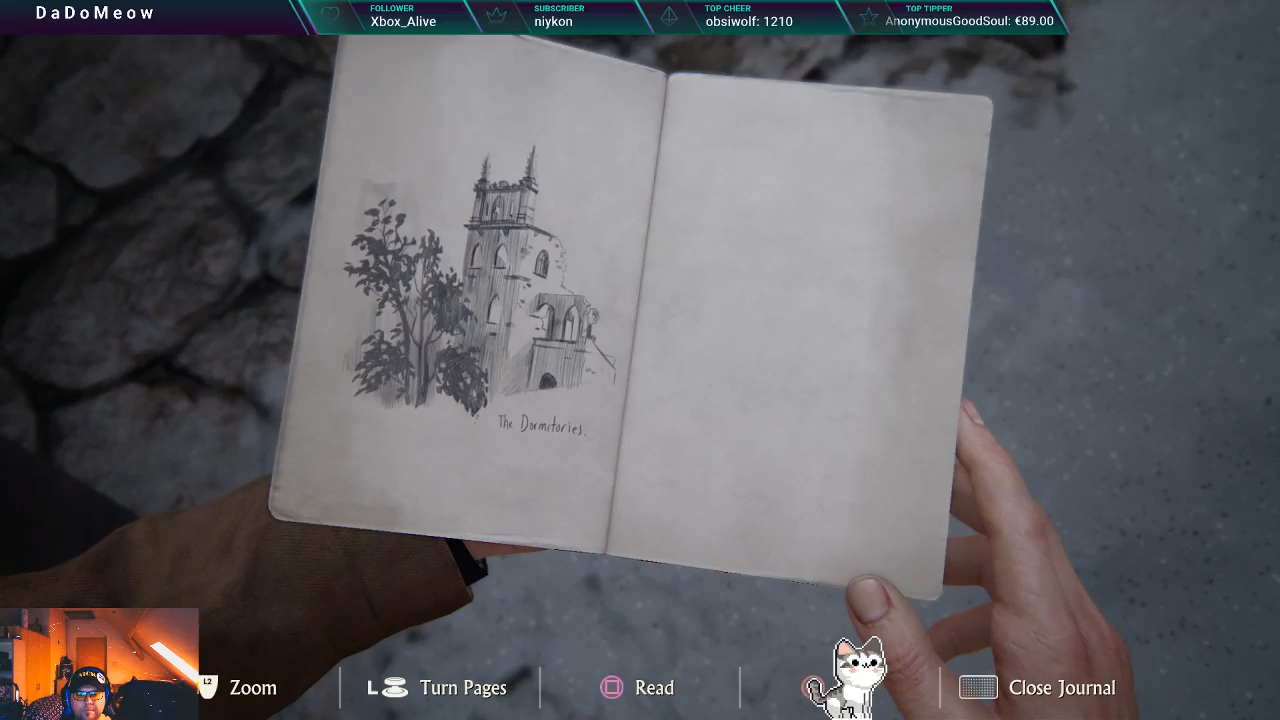 DaDoMeow
FOLLOWER
Xbox_Alive
SUBSCRIBER
niykon
TOP CHEER
obsiwolf: 1210
TOP TIPPER
AnonymousGoodSoul: €89.00
The Dormitories.
L2 Zoom
L Turn Pages
Read
Close Journal